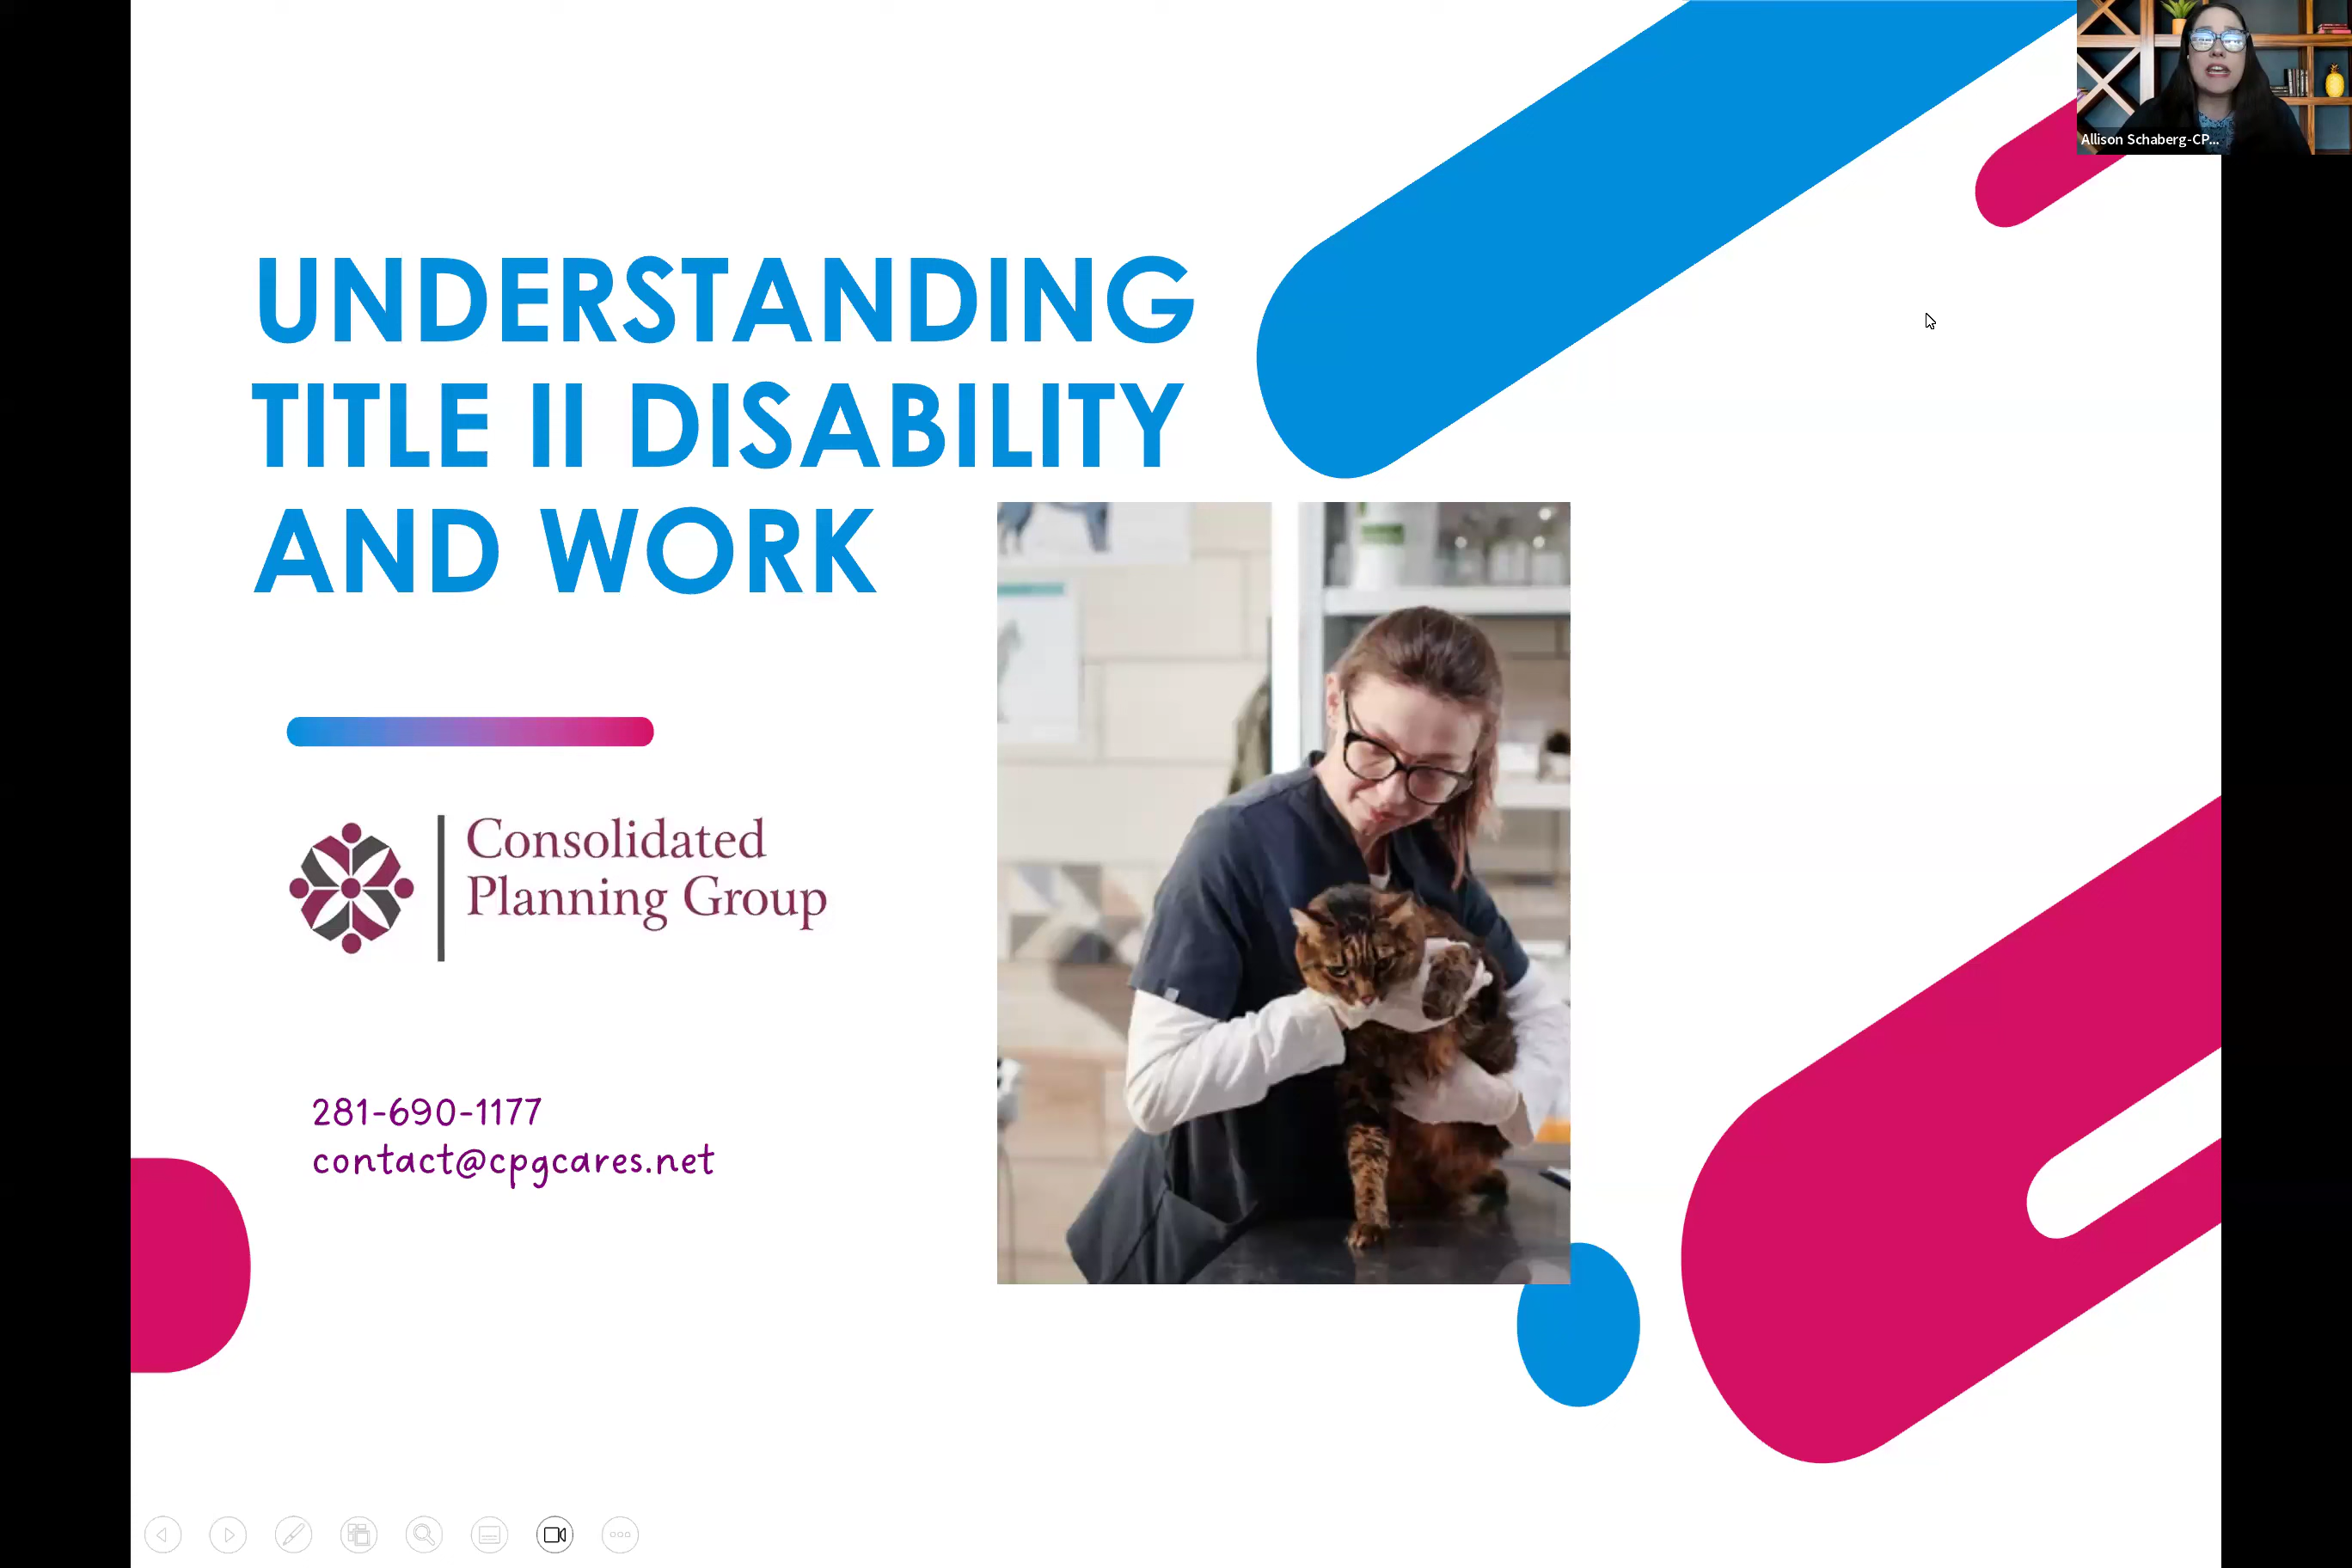 Allison Schaberg-CP...
UNDERSTANDING
TITLE II DISABILITY
AND WORK
Consolidated
Planning Group
281-690-1177
contact@cpgcares.net